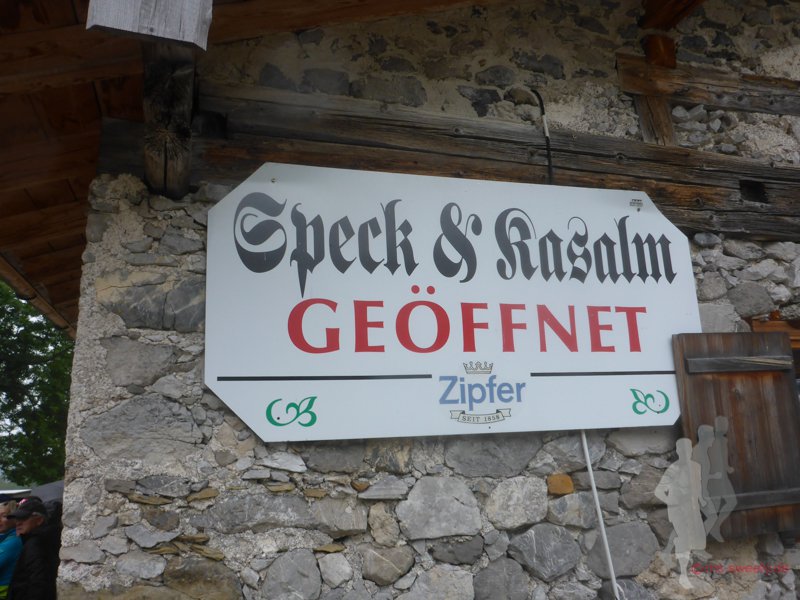 Speck & Kasalm
GEÖFFNET
Zipfer
SEIT 1858